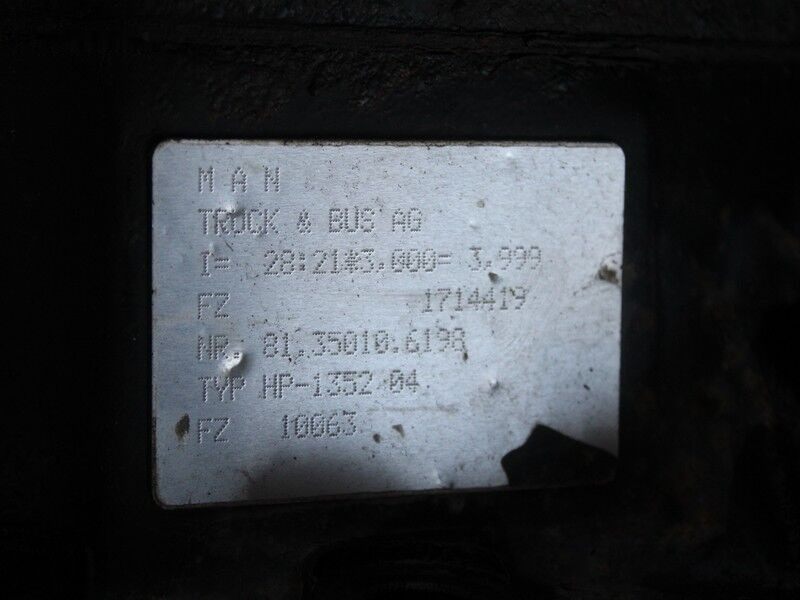 M A N
TRUCK & BUS AG
I= 28:21*3.000= 3.999
FZ 1714419
NR. 81.35010.6198
TYP HP-1352 04
FZ 10063